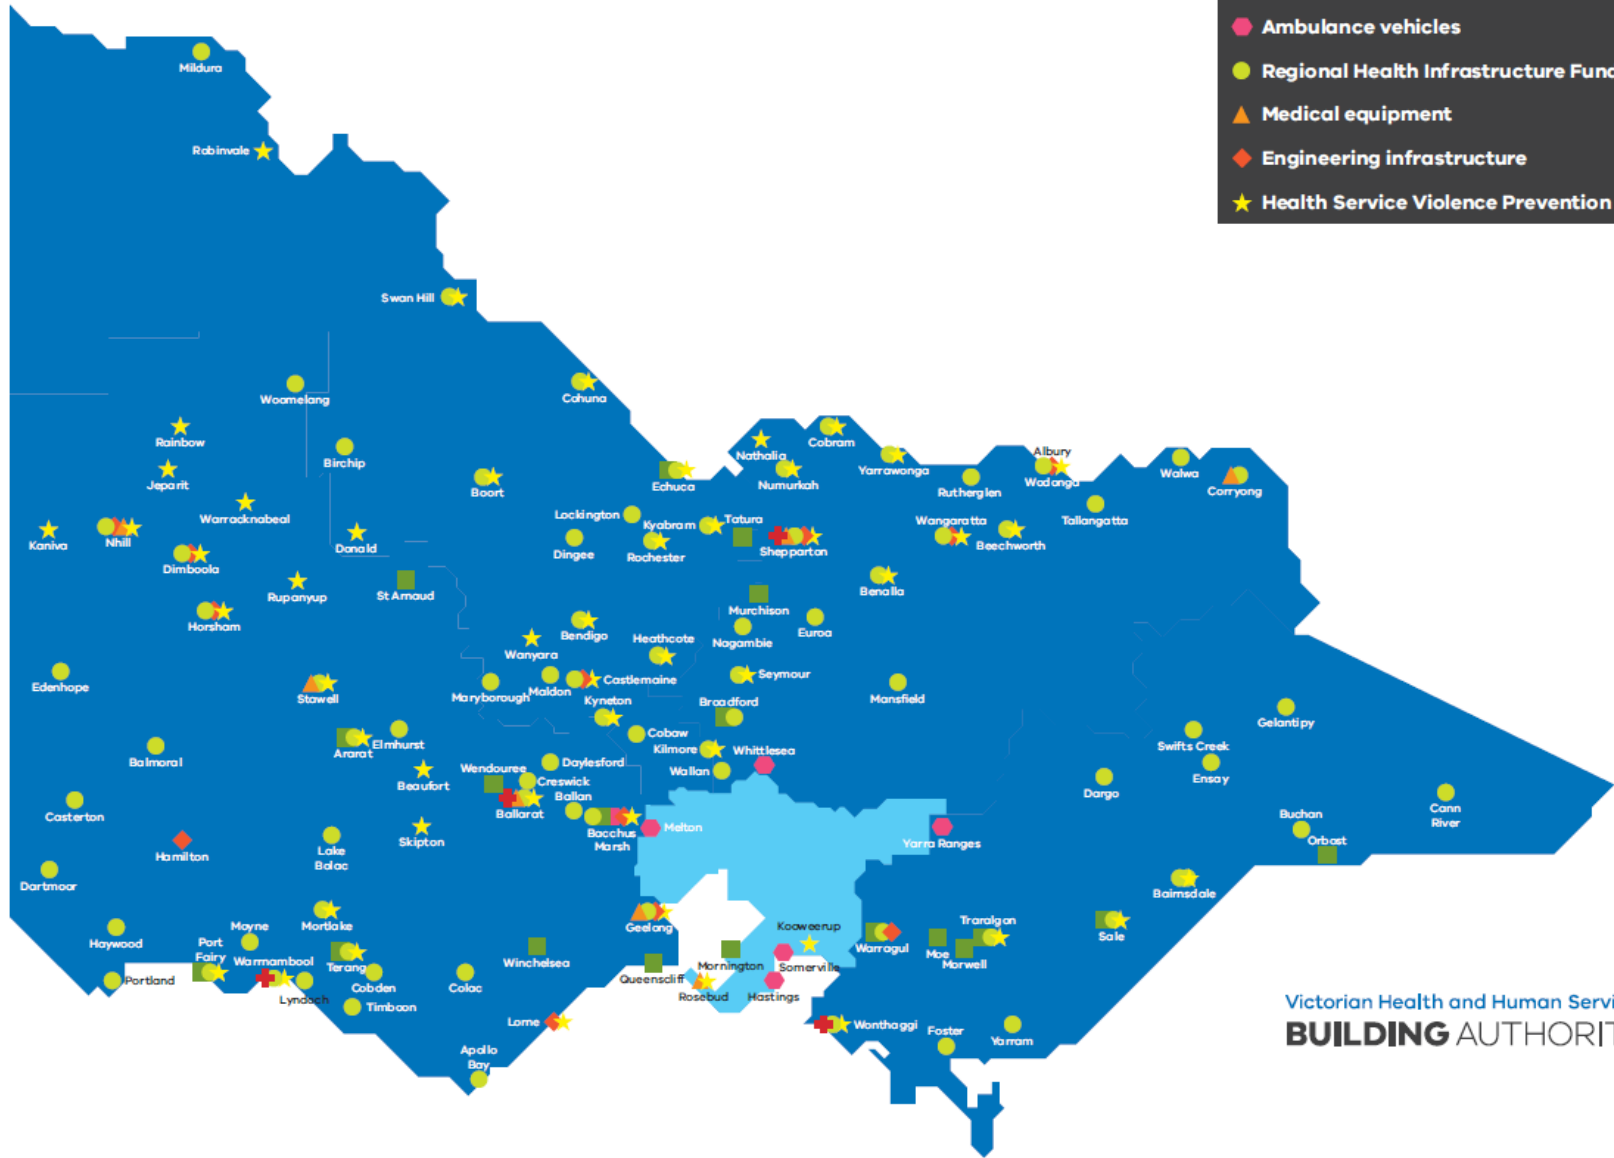 Ambulance vehicles
Regional Health Infrastructure Fund
Medical equipment
Engineering infrastructure
Health Service Violence Prevention
Mildura
Robinvale
Swan Hill
Woomelang
Cohuna
Rainbow
Birchip
Jeparit
Boort
Echuca
Nathalia
Cobram
Numurkah
Yarrawonga
Rutherglen
Albury
Wodonga
Walwa
Corryong
Tallangatta
Warracknabeal
Kaniva
Nhill
Dimboola
Donald
Lockington
Dingee
Kyabram
Rochester
Tatura
Shepparton
Wangaratta
Beechworth
Rupanyup
St Arnaud
Horsham
Benalla
Murchison
Nagambie
Euroa
Bendigo
Wanyara
Heathcote
Edenhope
Stawell
Maryborough
Maldon
Castlemaine
Kyneton
Seymour
Broadford
Mansfield
Gelantipy
Balmoral
Ararat
Elmhurst
Cobaw
Kilmore
Whittlesea
Wallan
Swifts Creek
Ensay
Beaufort
Wendouree
Daylesford
Creswick
Ballan
Ballarat
Dargo
Casterton
Hamilton
Lake
Bolac
Skipton
Bacchus
Marsh
Melton
Yarra Ranges
Buchan
Orbost
Cann
River
Dartmoor
Bairnsdale
Haywood
Moyne
Mortlake
Geelong
Kooweerup
Warragul
Traralgon
Moe
Morwell
Sale
Port
Fairy
Warrnambool
Terang
Winchelsea
Mornington
Somerville
Portland
Lyndoch
Cobden
Timboon
Colac
Queenscliff
Rosebud
Hastings
Lorne
Wonthaggi
Foster
Yarram
Apollo
Bay
Victorian Health and Human Servi
BUILDING AUTHORIT